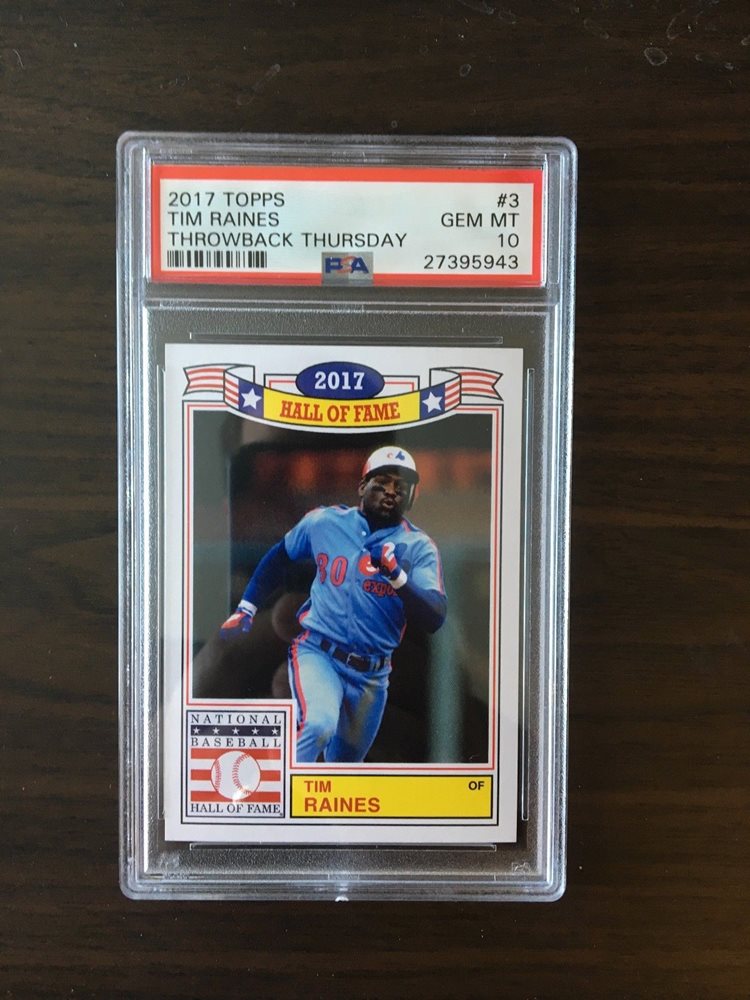 2017 TOPPS #3
TIM RAINES GEM MT
THROWBACK THURSDAY 10
PSA 27395943
2017
HALL OF FAME
30
expos
NATIONAL
BASEBALL
HALL OF FAME
TIM OF
RAINES